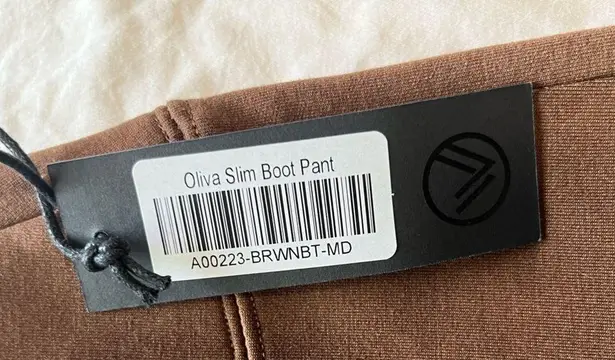 Oliva Slim Boot Pant
A00223-BRWNBT-MD